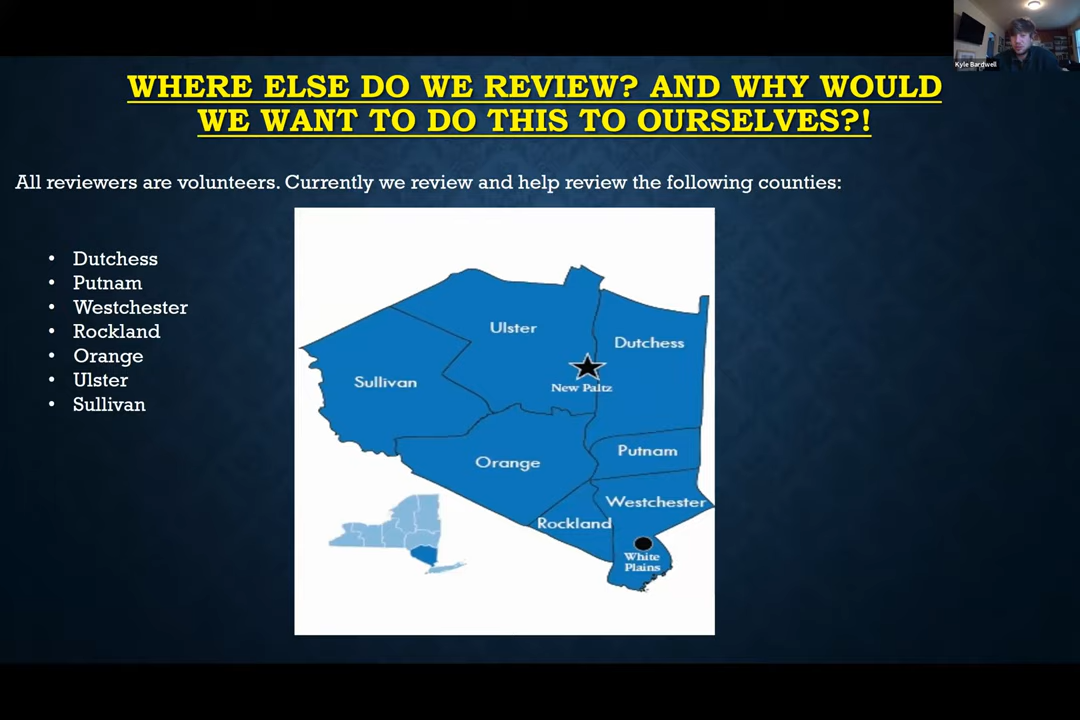 Kyle Bardwell
WHERE ELSE DO WE REVIEW? AND WHY WOULD
WE WANT TO DO THIS TO OURSELVES?!
All reviewers are volunteers. Currently we review and help review the following counties:
• Dutchess
• Putnam
• Westchester
• Rockland
• Orange
• Ulster
• Sullivan
Ulster
Dutchess
Sullivan
New Paltz
Putnam
Orange
Westchester
Rockland
White
Plains